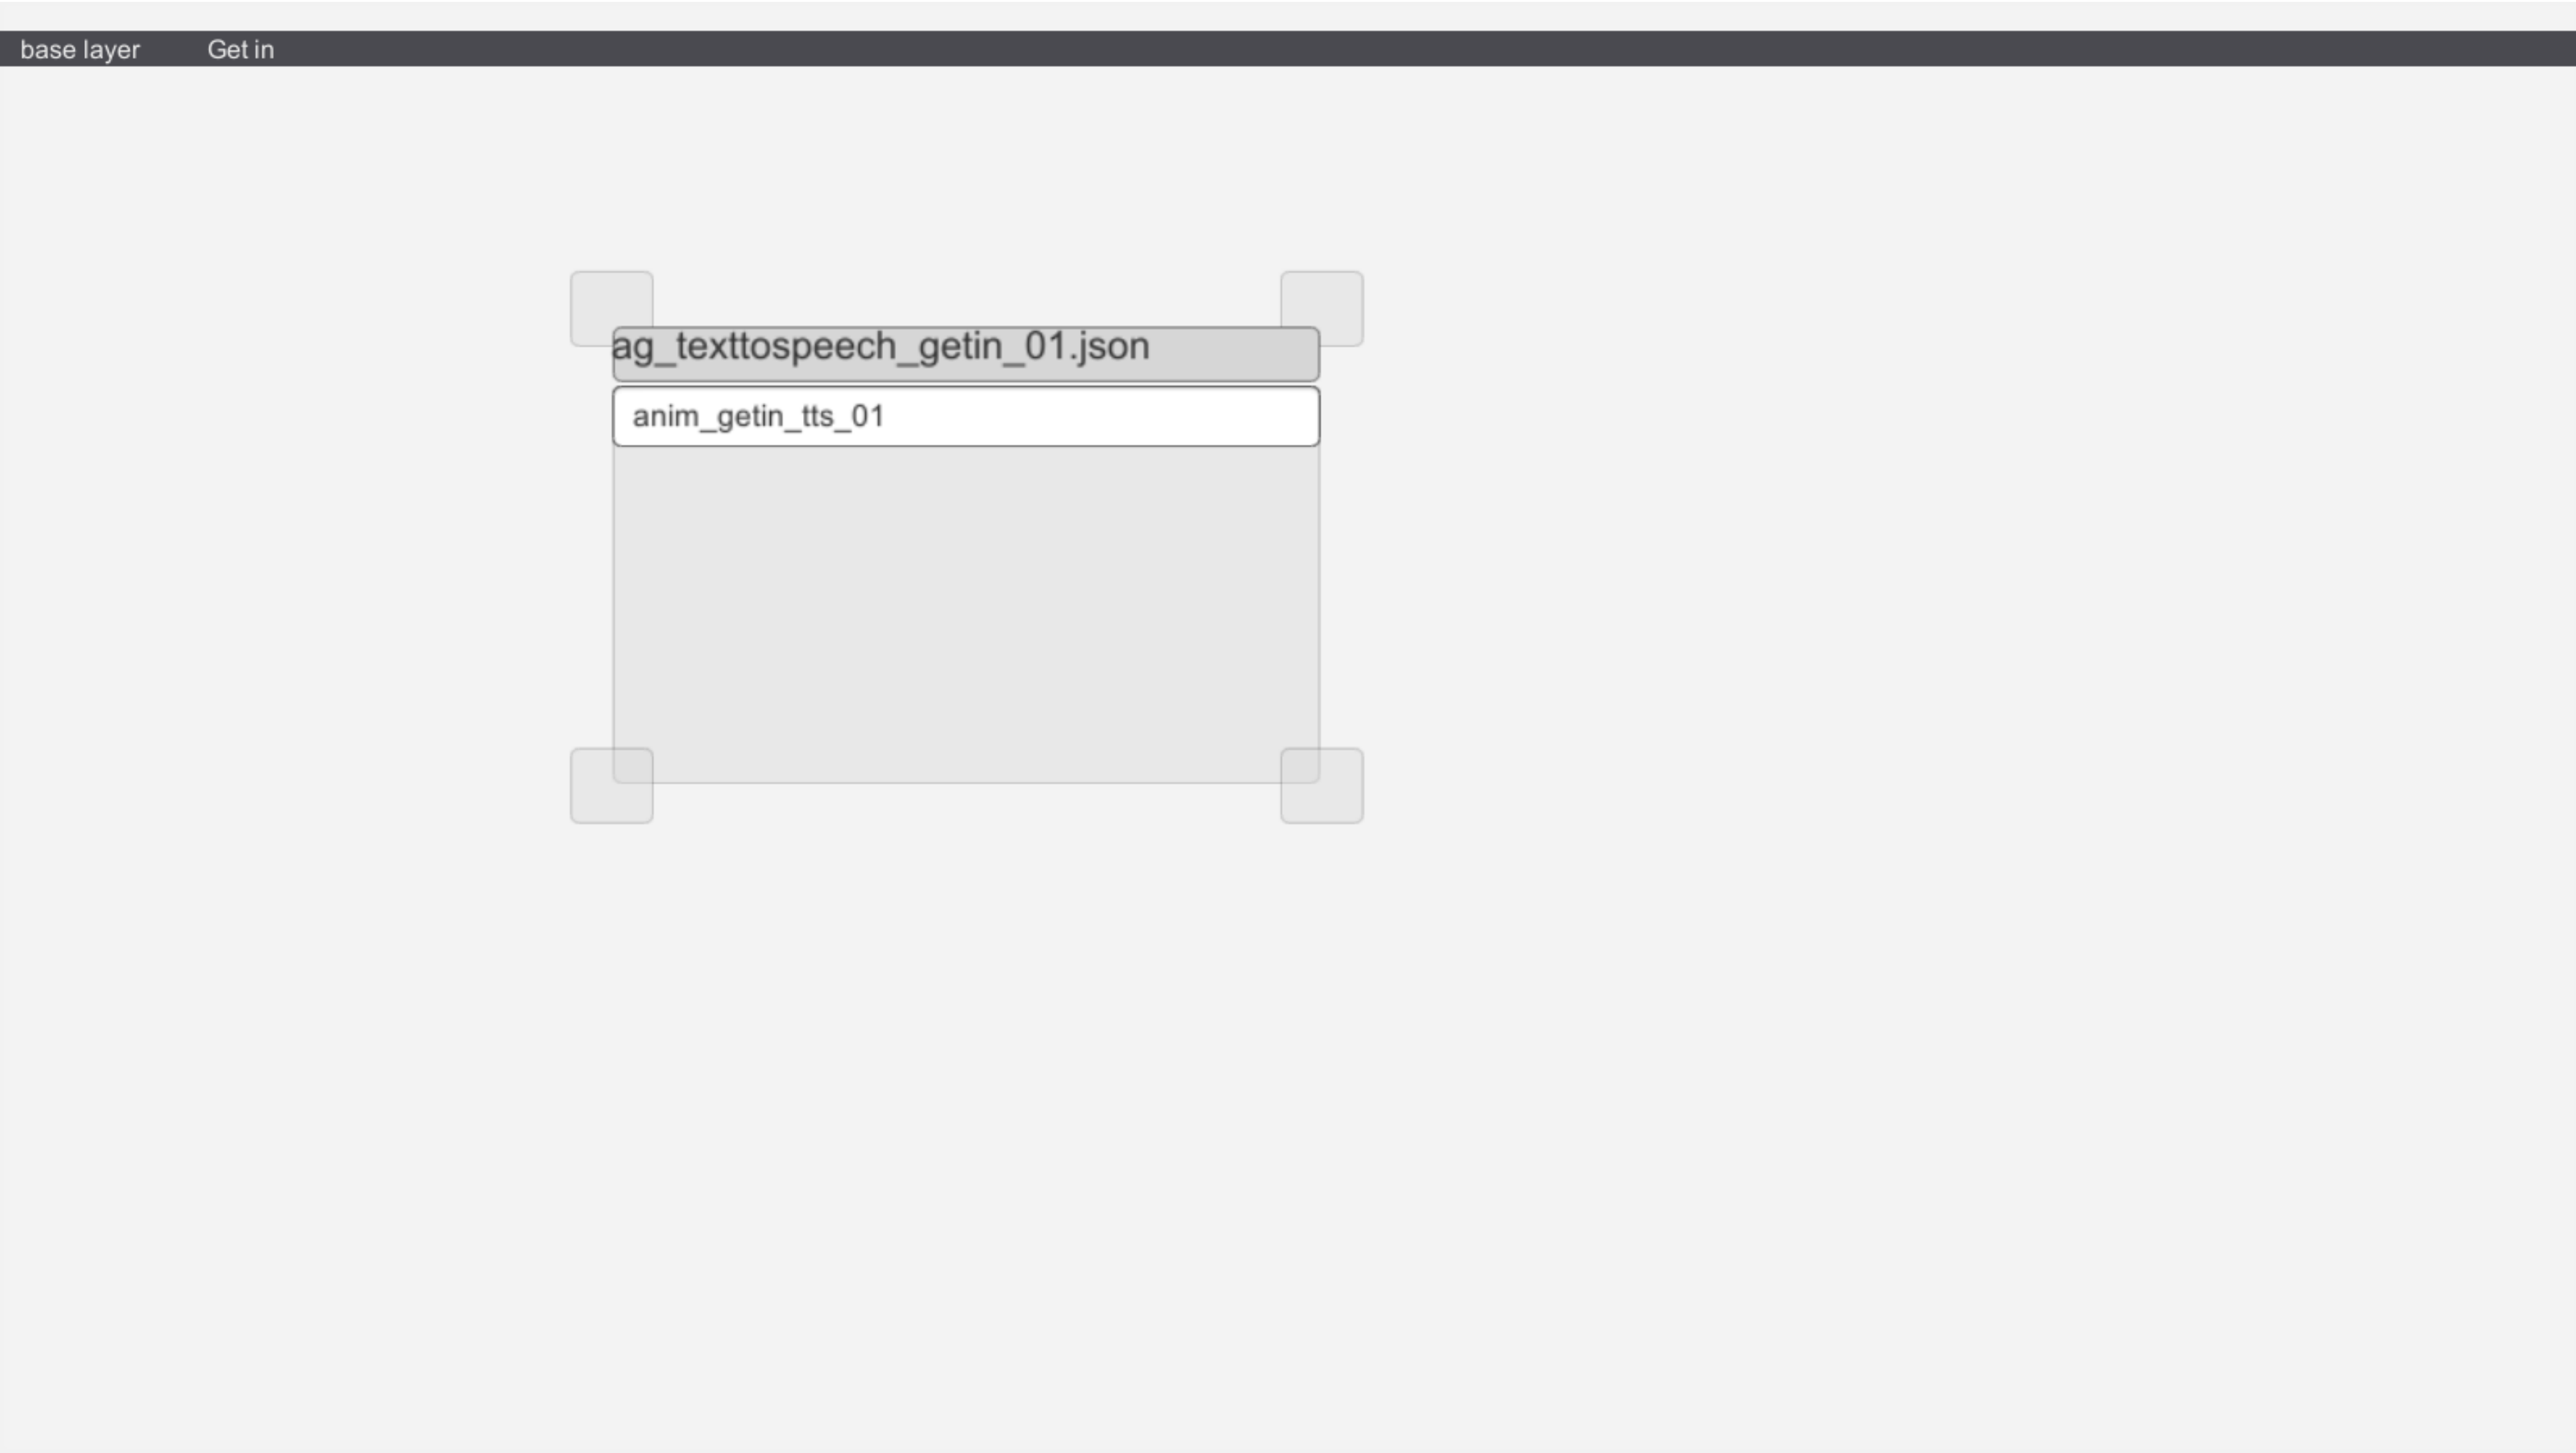 base layer Get in
ag_texttospeech_getin_01.json
anim_getin_tts_01